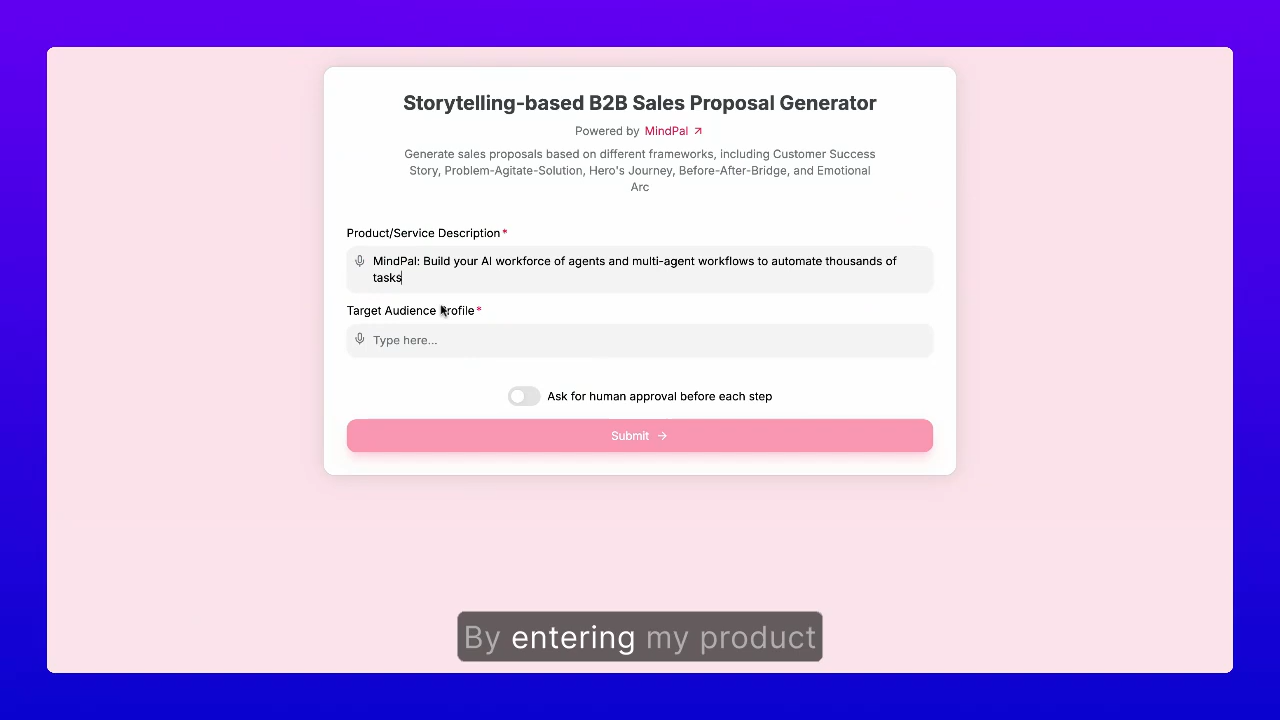 Storytelling-based B2B Sales Proposal Generator
Powered by MindPal
Generate sales proposals based on different frameworks, including Customer Success
Story, Problem-Agitate-Solution, Hero's Journey, Before-After-Bridge, and Emotional
Arc
Product/Service Description*
MindPal: Build your AI workforce of agents and multi-agent workflows to automate thousands of
tasks
Target Audience Profile*
Type here...
Ask for human approval before each step
Submit →
By entering my product